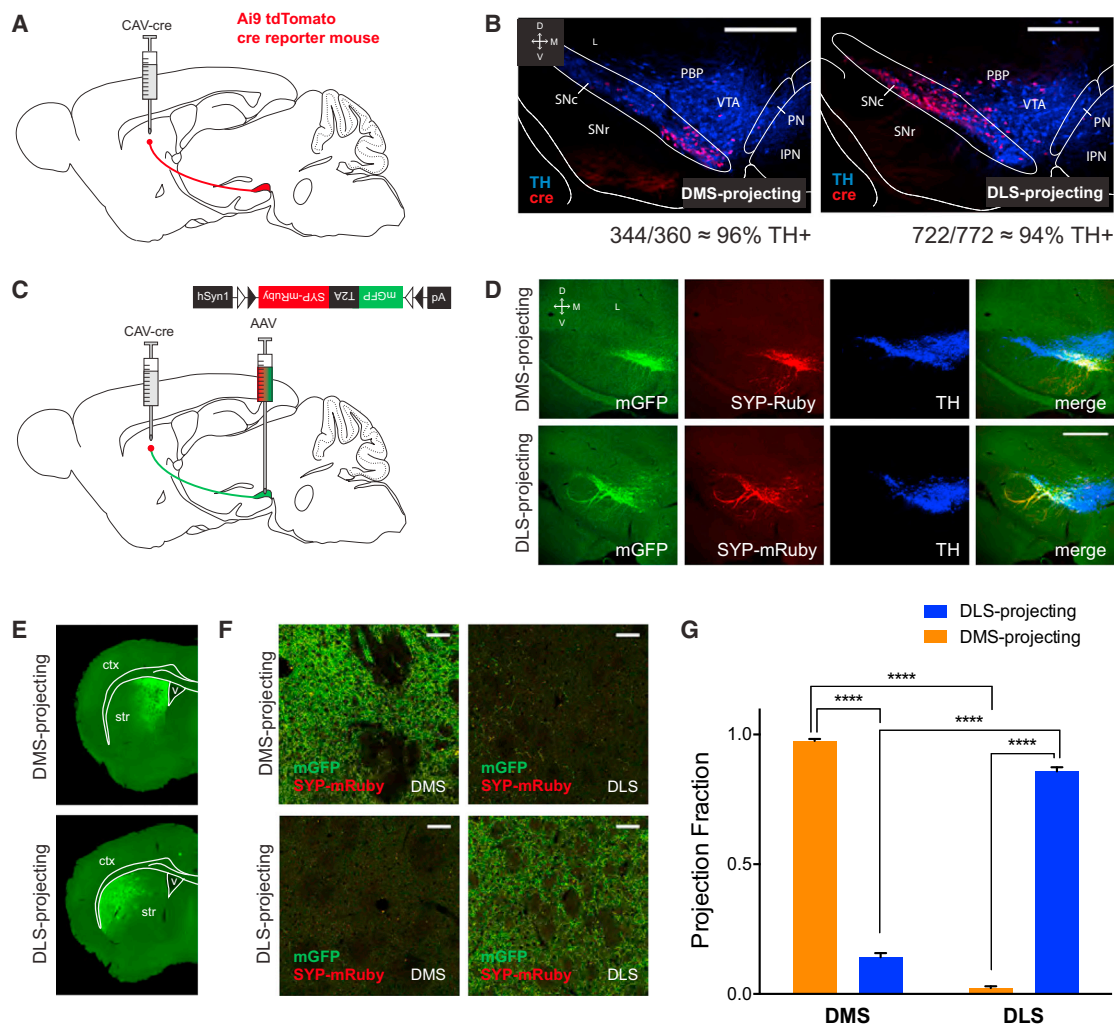 A
CAV-cre
Ai9 tdTomato
cre reporter mouse
B
D
M
V
L
PBP
SNc
VTA
SNr
PN
IPN
TH
cre
DMS-projecting
344/360 ≈ 96% TH+
PBP
SNc
VTA
SNr
PN
IPN
TH
cre
DLS-projecting
722/772 ≈ 94% TH+
C
hSyn1
SYP-mRuby
T2A
mGFP
pA
CAV-cre
AAV
D
DMS-projecting
D
M
V
L
mGFP
SYP-Ruby
TH
merge
DLS-projecting
mGFP
SYP-mRuby
TH
merge
E
DMS-projecting
ctx
str
v
DLS-projecting
ctx
str
v
F
DMS-projecting
mGFP
SYP-mRuby
DMS
mGFP
SYP-mRuby
DLS
DLS-projecting
mGFP
SYP-mRuby
DMS
mGFP
SYP-mRuby
DLS
G
DLS-projecting
DMS-projecting
Projection Fraction
1.0
0.5
0.0
****
****
****
****
DMS
DLS